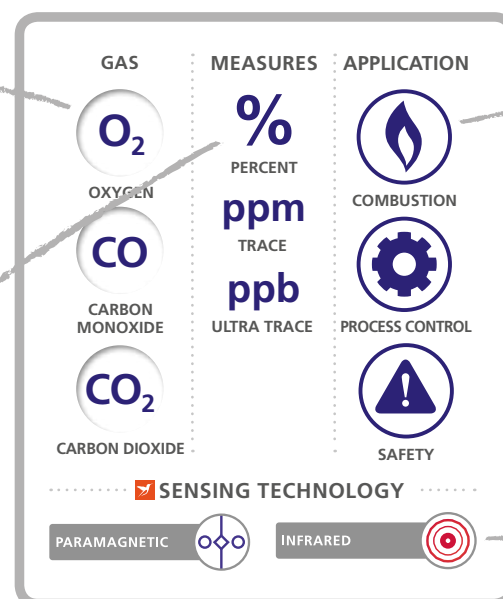 GAS
O₂
OXYGEN
CO
CARBON
MONOXIDE
CO₂
CARBON DIOXIDE
MEASURES
%
PERCENT
ppm
TRACE
ppb
ULTRA TRACE
APPLICATION
COMBUSTION
PROCESS CONTROL
!
SAFETY
SENSING TECHNOLOGY
PARAMAGNETIC
INFRARED